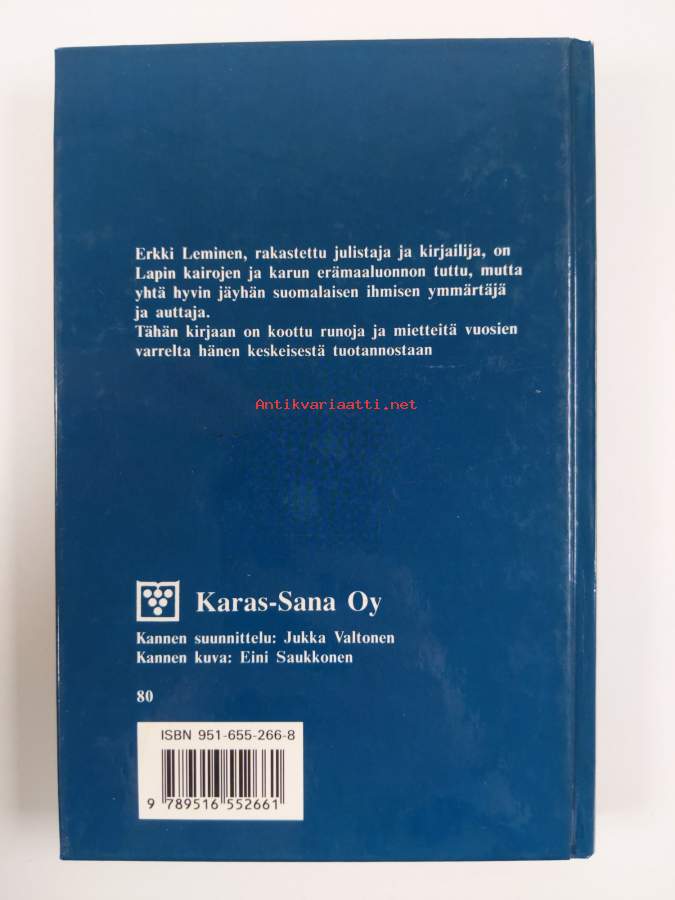 Erkki Leminen, rakastettu julistaja ja kirjailija, on
Lapin kairojen ja karun erämaaluonnon tuttu, mutta
yhtä hyvin jäyhän suomalaisen ihmisen ymmärtäjä
ja auttaja.
Tähän kirjaan on koottu runoja ja mietteitä vuosien
varrelta hänen keskeisestä tuotannostaan
Antikvariaatti.net
Karas-Sana Oy
Kannen suunnittelu: Jukka Valtonen
Kannen kuva: Eini Saukkonen
80
ISBN 951-655-266-8
9 789516 552661